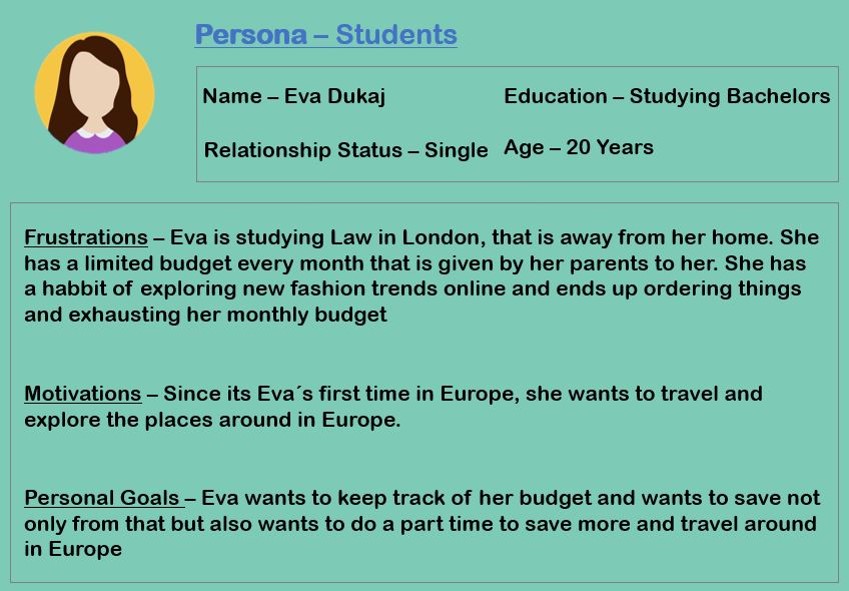 Persona – Students
Name – Eva Dukaj
Education – Studying Bachelors
Relationship Status – Single
Age – 20 Years
Frustrations – Eva is studying Law in London, that is away from her home. She
has a limited budget every month that is given by her parents to her. She has
a habbit of exploring new fashion trends online and ends up ordering things
and exhausting her monthly budget
Motivations – Since its Eva´s first time in Europe, she wants to travel and
explore the places around in Europe.
Personal Goals – Eva wants to keep track of her budget and wants to save not
only from that but also wants to do a part time to save more and travel around
in Europe